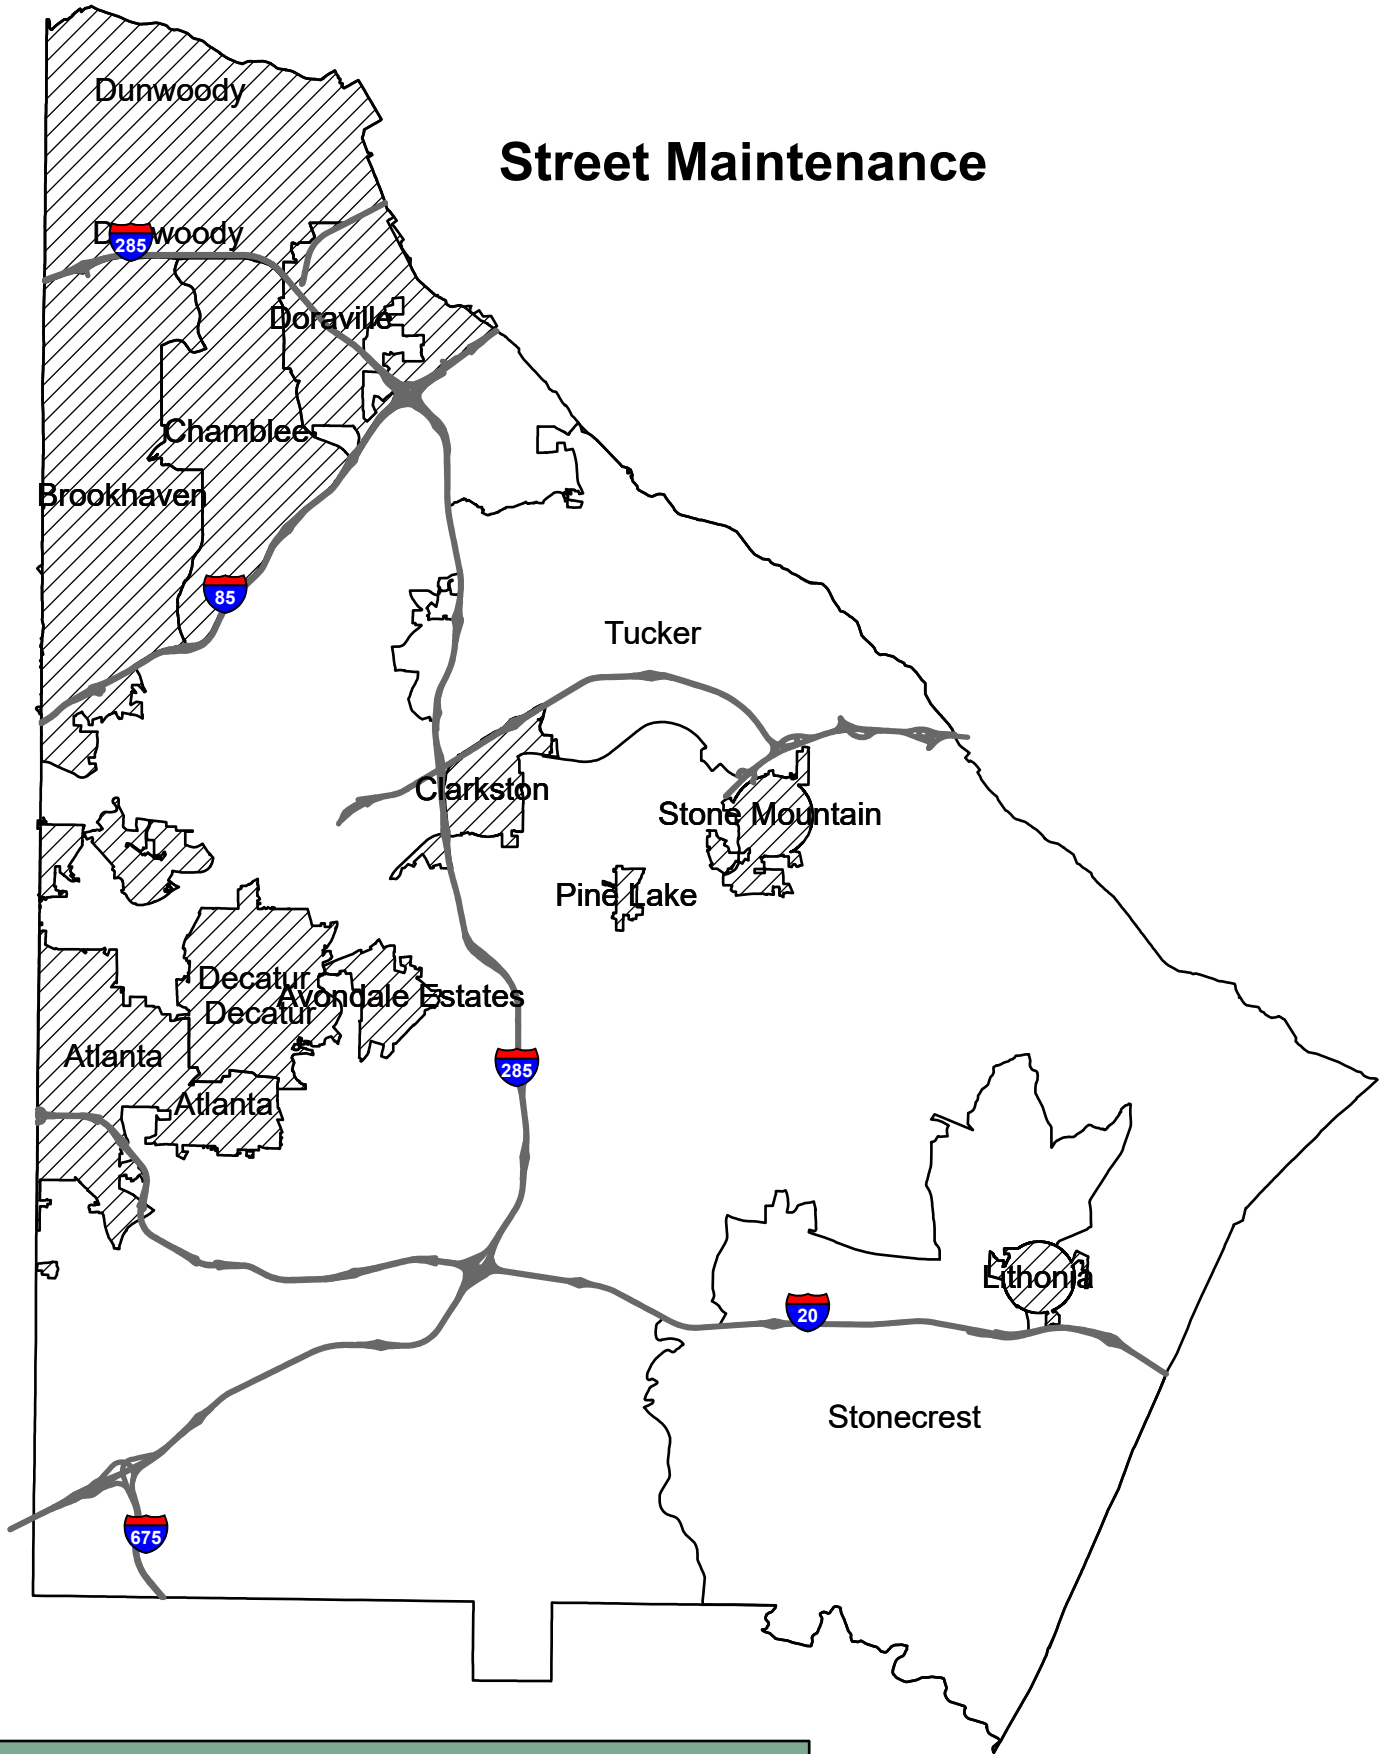 Dunwoody
Street Maintenance
D woody
285
Doraville
Chamblee
Brookhaven
85
Tucker
Clarkston
Stone Mountain
Pine Lake
Decatur
Avondale Estates
Decatur
Atlanta
285
Atlanta
Lithonia
20
Stonecrest
675